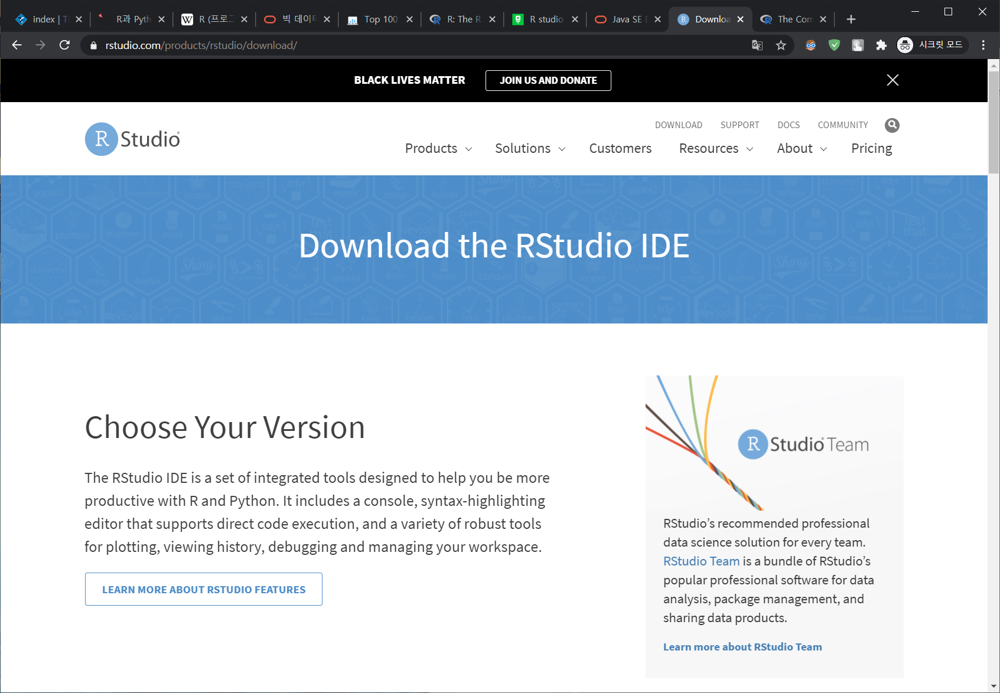 index | T
R과 Pyth
R (프로그
빅 데이터
Top 100
R: The R
R studio
Java SE D
Downloa
The Com
rstudio.com/products/rstudio/download/
시크릿 모드
BLACK LIVES MATTER
JOIN US AND DONATE
R Studio®
DOWNLOAD SUPPORT DOCS COMMUNITY
Products Solutions Customers Resources About Pricing
Download the RStudio IDE
Choose Your Version
The RStudio IDE is a set of integrated tools designed to help you be more
productive with R and Python. It includes a console, syntax-highlighting
editor that supports direct code execution, and a variety of robust tools
for plotting, viewing history, debugging and managing your workspace.
LEARN MORE ABOUT RSTUDIO FEATURES
R Studio® Team
RStudio’s recommended professional
data science solution for every team.
RStudio Team is a bundle of RStudio’s
popular professional software for data
analysis, package management, and
sharing data products.
Learn more about RStudio Team